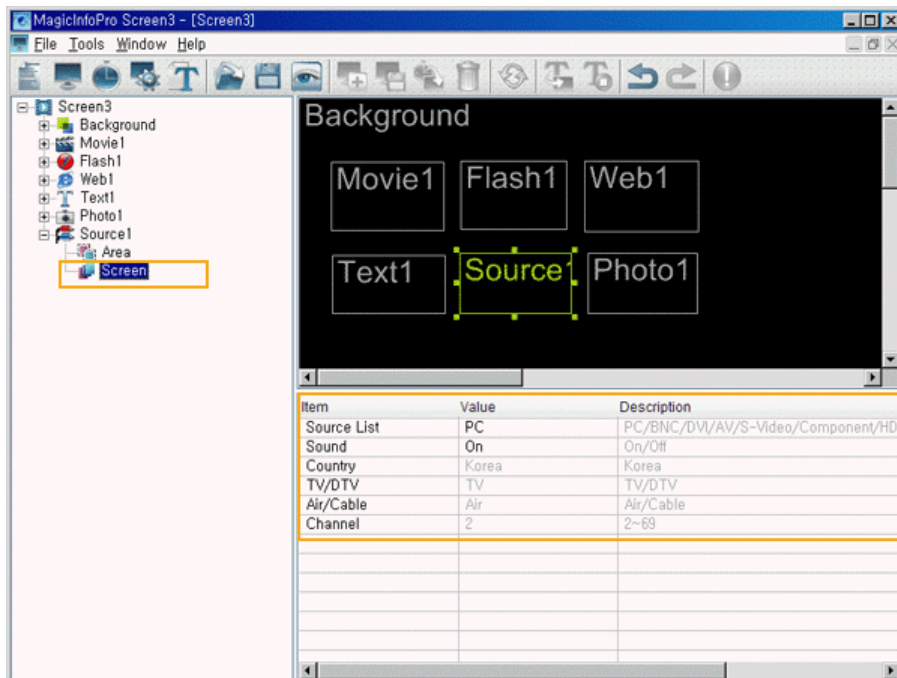 MagicInfoPro Screen3 - [Screen3]
File Tools Window Help
Screen3
Background
Movie1
Flash1
Web1
Text1
Photo1
Source1
Area
Screen
Background
Movie1 Flash1 Web1
Text1 Source1 Photo1
Item Value Description
Source List PC PC/BNC/DVI/AV/S-Video/Component/HD
Sound On On/Off
Country Korea Korea
TV/DTV TV TV/DTV
Air/Cable Air Air/Cable
Channel 2 2~69